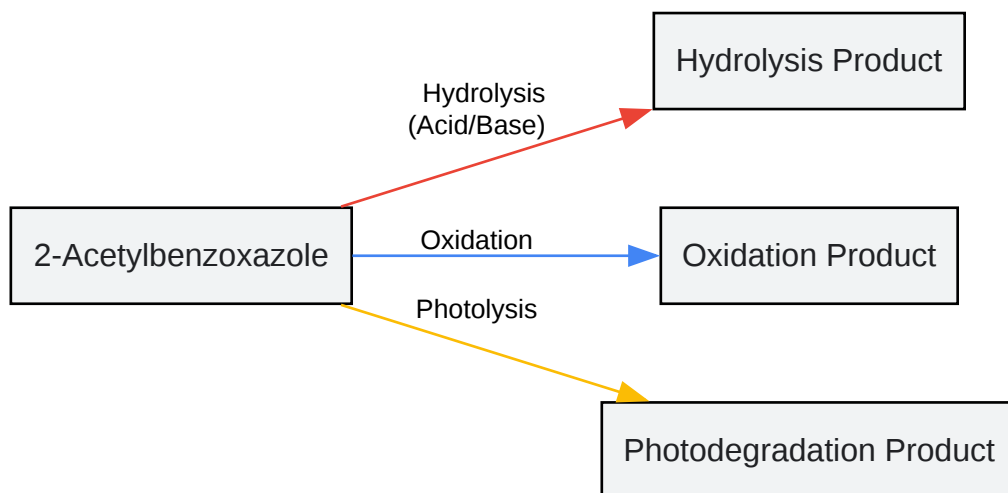 Hydrolysis Product
Hydrolysis
(Acid/Base)
2-Acetylbenzoxazole
Oxidation
Oxidation Product
Photolysis
Photodegradation Product